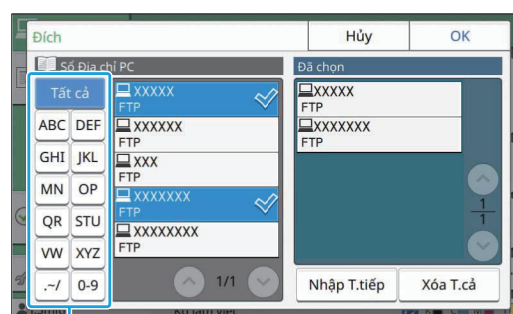 Đích
Hủy
OK
Sổ Địa chỉ PC
Đã chọn
Tất cả
ABC DEF
GHI JKL
MN OP
QR STU
VW XYZ
.~/ 0-9
XXXXX
FTP
XXXXXX
FTP
XXX
FTP
XXXXXXX
FTP
XXXXXXXX
FTP
1/1
XXXXX
FTP
XXXXXXX
FTP
1
1
Nhập T.tiếp
Xóa T.cả